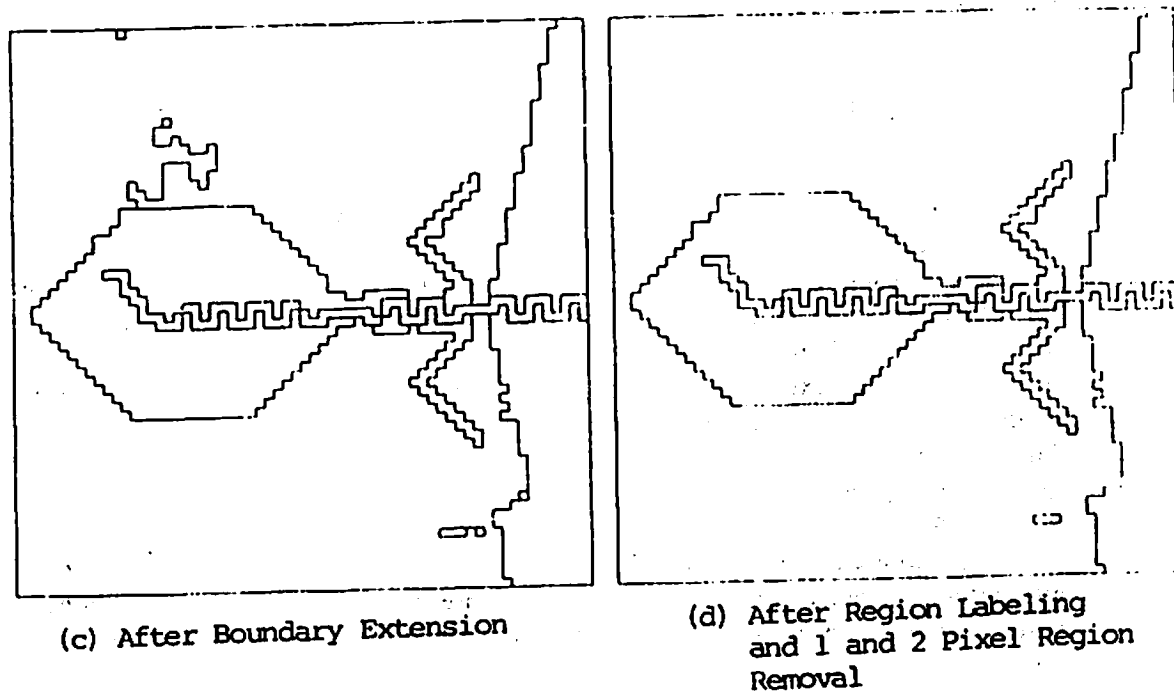 (c) After Boundary Extension
(d) After Region Labeling
and 1 and 2 Pixel Region
Removal